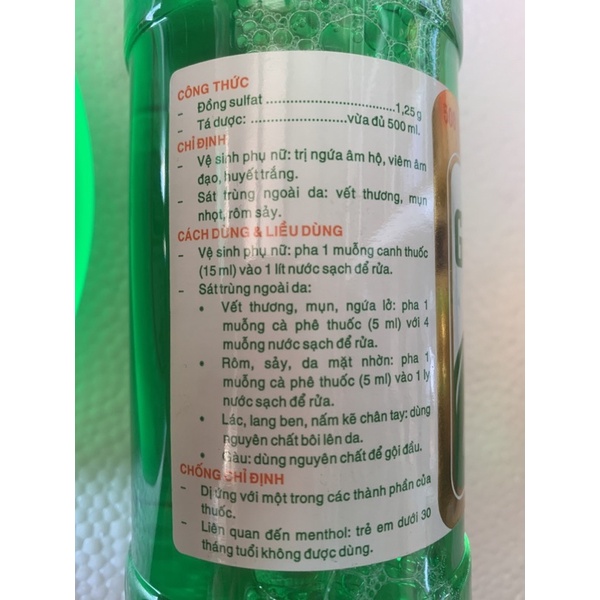 CÔNG THỨC
- Đồng sulfat ..................................1,25 g
- Tá dược: .........................vừa đủ 500 ml.
CHỈ ĐỊNH:
- Vệ sinh phụ nữ: trị ngứa âm hộ, viêm âm
đạo, huyết trắng.
- Sát trùng ngoài da: vết thương, mụn
nhọt, rôm sảy.
CÁCH DÙNG & LIỀU DÙNG
- Vệ sinh phụ nữ: pha 1 muỗng canh thuốc
(15 ml) vào 1 lít nước sạch để rửa.
- Sát trùng ngoài da:
• Vết thương, mụn, ngứa lở: pha 1
muỗng cà phê thuốc (5 ml) với 4
muỗng nước sạch để rửa.
• Rôm, sảy, da mặt nhờn: pha 1
muỗng cà phê thuốc (5 ml) vào 1 ly
nước sạch để rửa.
• Lác, lang ben, nấm kẽ chân tay: dùng
nguyên chất bôi lên da.
• Gàu: dùng nguyên chất để gội đầu.
CHỐNG CHỈ ĐỊNH
- Dị ứng với một trong các thành phần của
thuốc.
- Liên quan đến menthol: trẻ em dưới 30
tháng tuổi không được dùng.